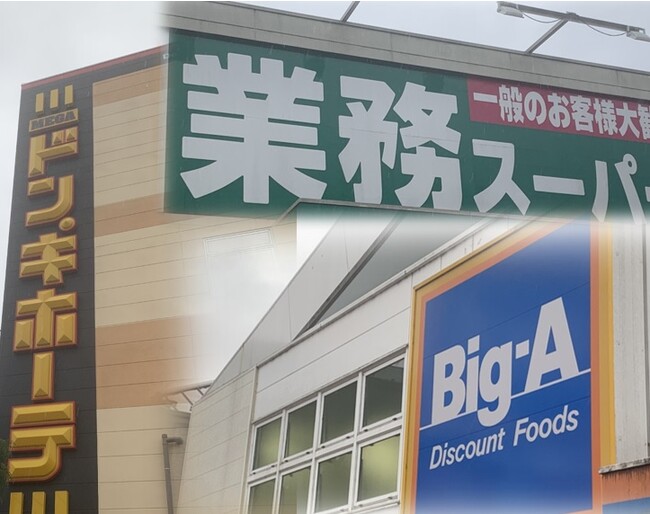 MEGA
ドン・キホーテ
業務スーパ
一般のお客様大歓
Big-A
Discount Foods